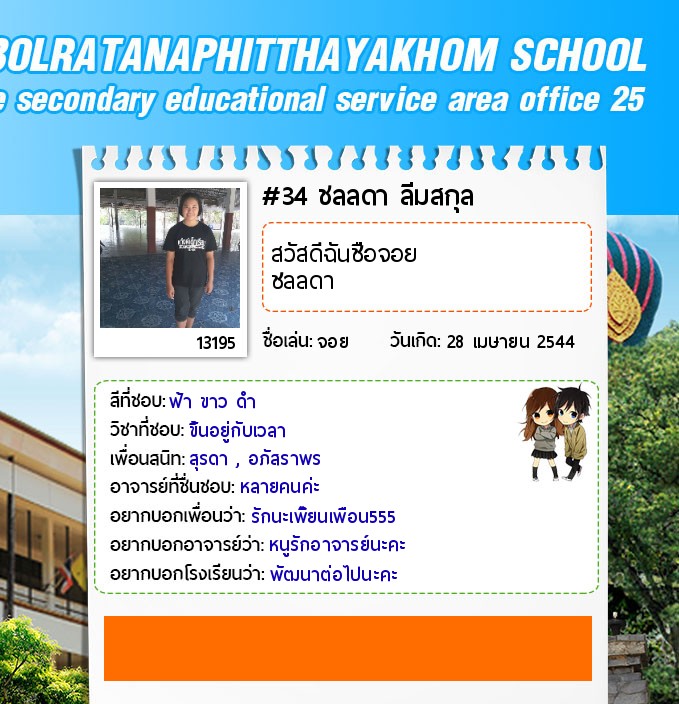 BOLRATANAPHITTHAYAKHOM SCHOOL
e secondary educational service area office 25
#34 ชลลดา ลีมสกุล
สวัสดีฉันชื่อจอย
ชลลดา
13195
ชื่อเล่น: จอย วันเกิด: 28 เมษายน 2544
สีที่ชอบ: ฟ้า ขาว ดำ
วิชาที่ชอบ: ขึ้นอยู่กับเวลา
เพื่อนสนิท: สุรดา , อภัสราพร
อาจารย์ที่ชื่นชอบ: หลายคนค่ะ
อยากบอกเพื่อนว่า: รักนะเพี่ยนเพื่อน555
อยากบอกอาจารย์ว่า: หนูรักอาจารย์นะคะ
อยากบอกโรงเรียนว่า: พัฒนาต่อไปนะคะ